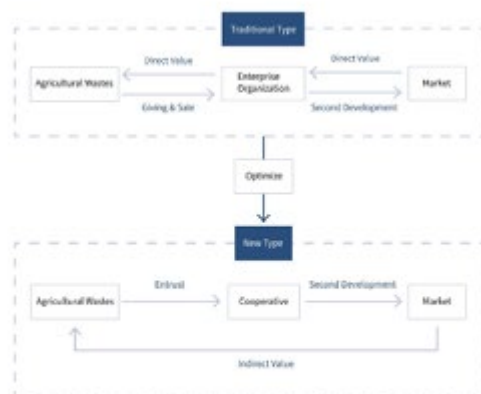 Traditional Type
Direct Value
Direct Value
Agricultural Wastes
Enterprise
Organization
Market
Giving & Sale
Second Development
Optimize
New Type
Entrust
Second Development
Agricultural Wastes
Cooperative
Market
Indirect Value